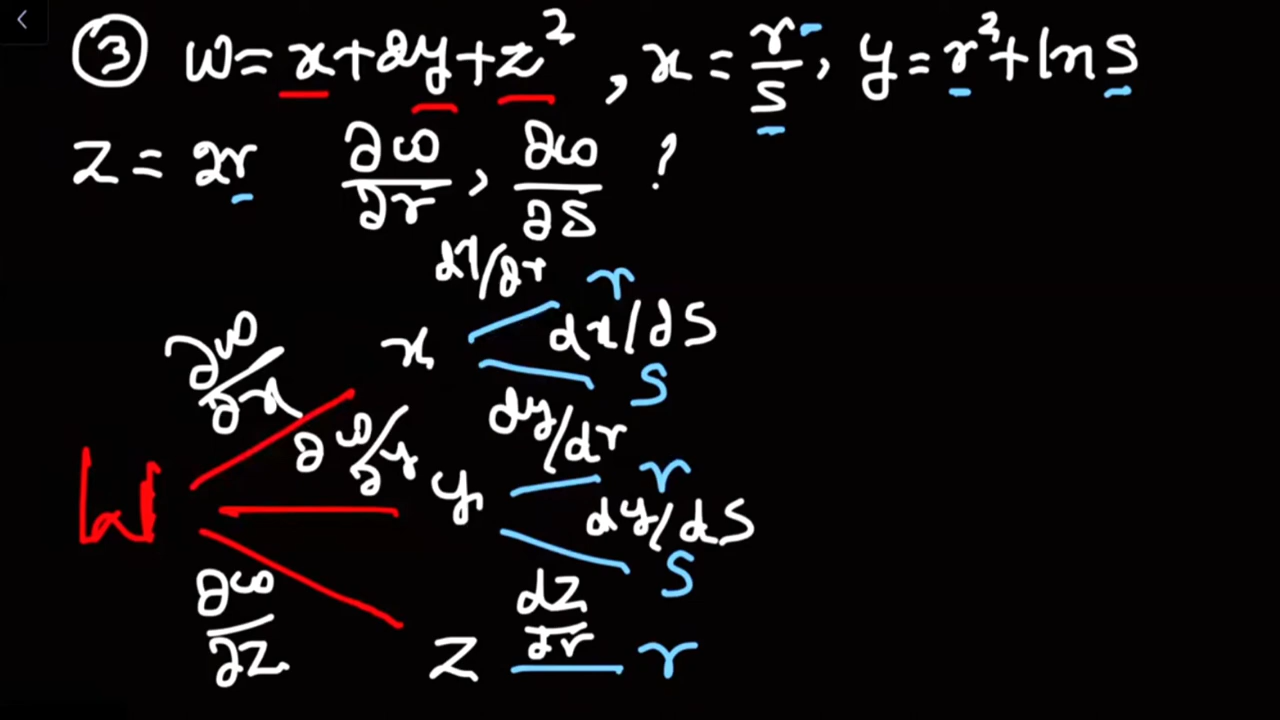 ③ w = x + 2y + z², x = r/s, y = r² + ln s
z = 2r ∂w/∂r, ∂w/∂s ?
∂x/∂r r
∂x/∂s
∂w/∂x x s
∂y/∂r
∂w/∂y y r
∂y/∂s
W s
∂w/∂z dz/dr
z r